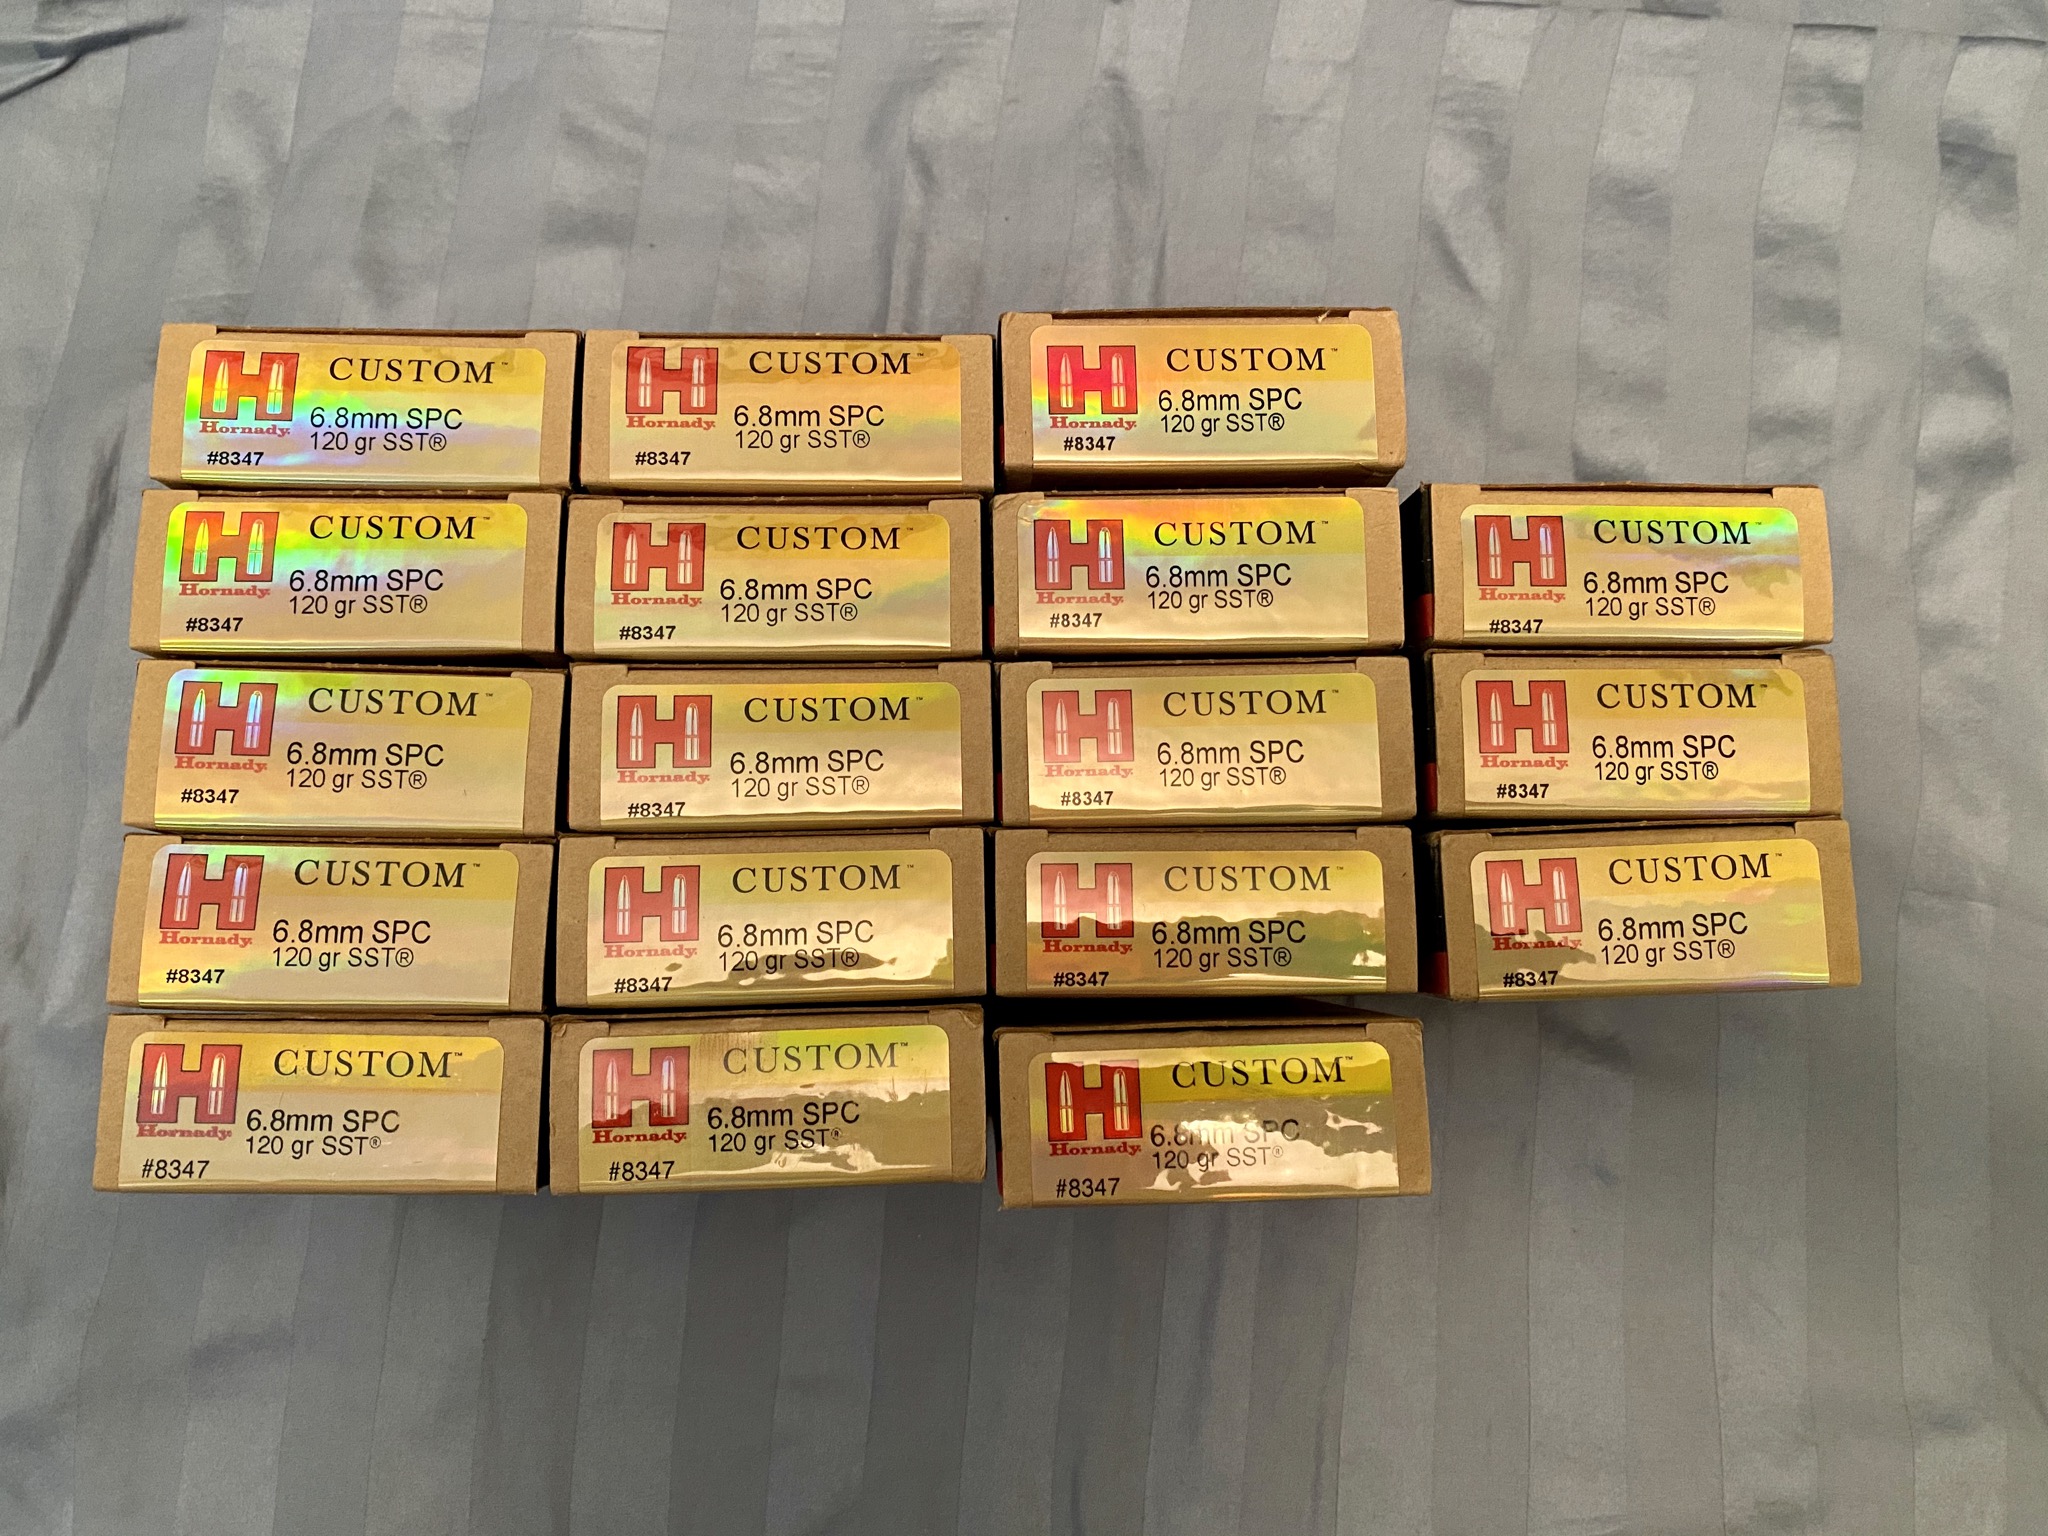 CUSTOM™
6.8mm SPC
Hornady.
120 gr SST®
#8347
CUSTOM™
6.8mm SPC
Hornady.
120 gr SST®
#8347
CUSTOM™
6.8mm SPC
Hornady.
120 gr SST®
#8347
CUSTOM™
6.8mm SPC
Hornady.
120 gr SST®
#8347
CUSTOM™
6.8mm SPC
Hornady.
120 gr SST®
#8347
CUSTOM™
6.8mm SPC
Hornady.
120 gr SST®
#8347
CUSTOM™
6.8mm SPC
Hornady.
120 gr SST®
#8347
CUSTOM™
6.8mm SPC
Hornady.
120 gr SST®
#8347
CUSTOM™
6.8mm SPC
Hornady.
120 gr SST®
#8347
CUSTOM™
6.8mm SPC
Hornady.
120 gr SST®
#8347
CUSTOM™
6.8mm SPC
Hornady.
120 gr SST®
#8347
CUSTOM™
6.8mm SPC
Hornady.
120 gr SST®
#8347
CUSTOM™
6.8mm SPC
Hornady.
120 gr SST®
#8347
CUSTOM™
6.8mm SPC
Hornady.
120 gr SST®
#8347
CUSTOM™
6.8mm SPC
Hornady.
120 gr SST®
#8347
CUSTOM™
6.8mm SPC
Hornady.
120 gr SST®
#8347
CUSTOM™
6.8mm SPC
Hornady.
120 gr SST®
#8347
CUSTOM™
6.8mm SPC
Hornady.
120 gr SST®
#8347